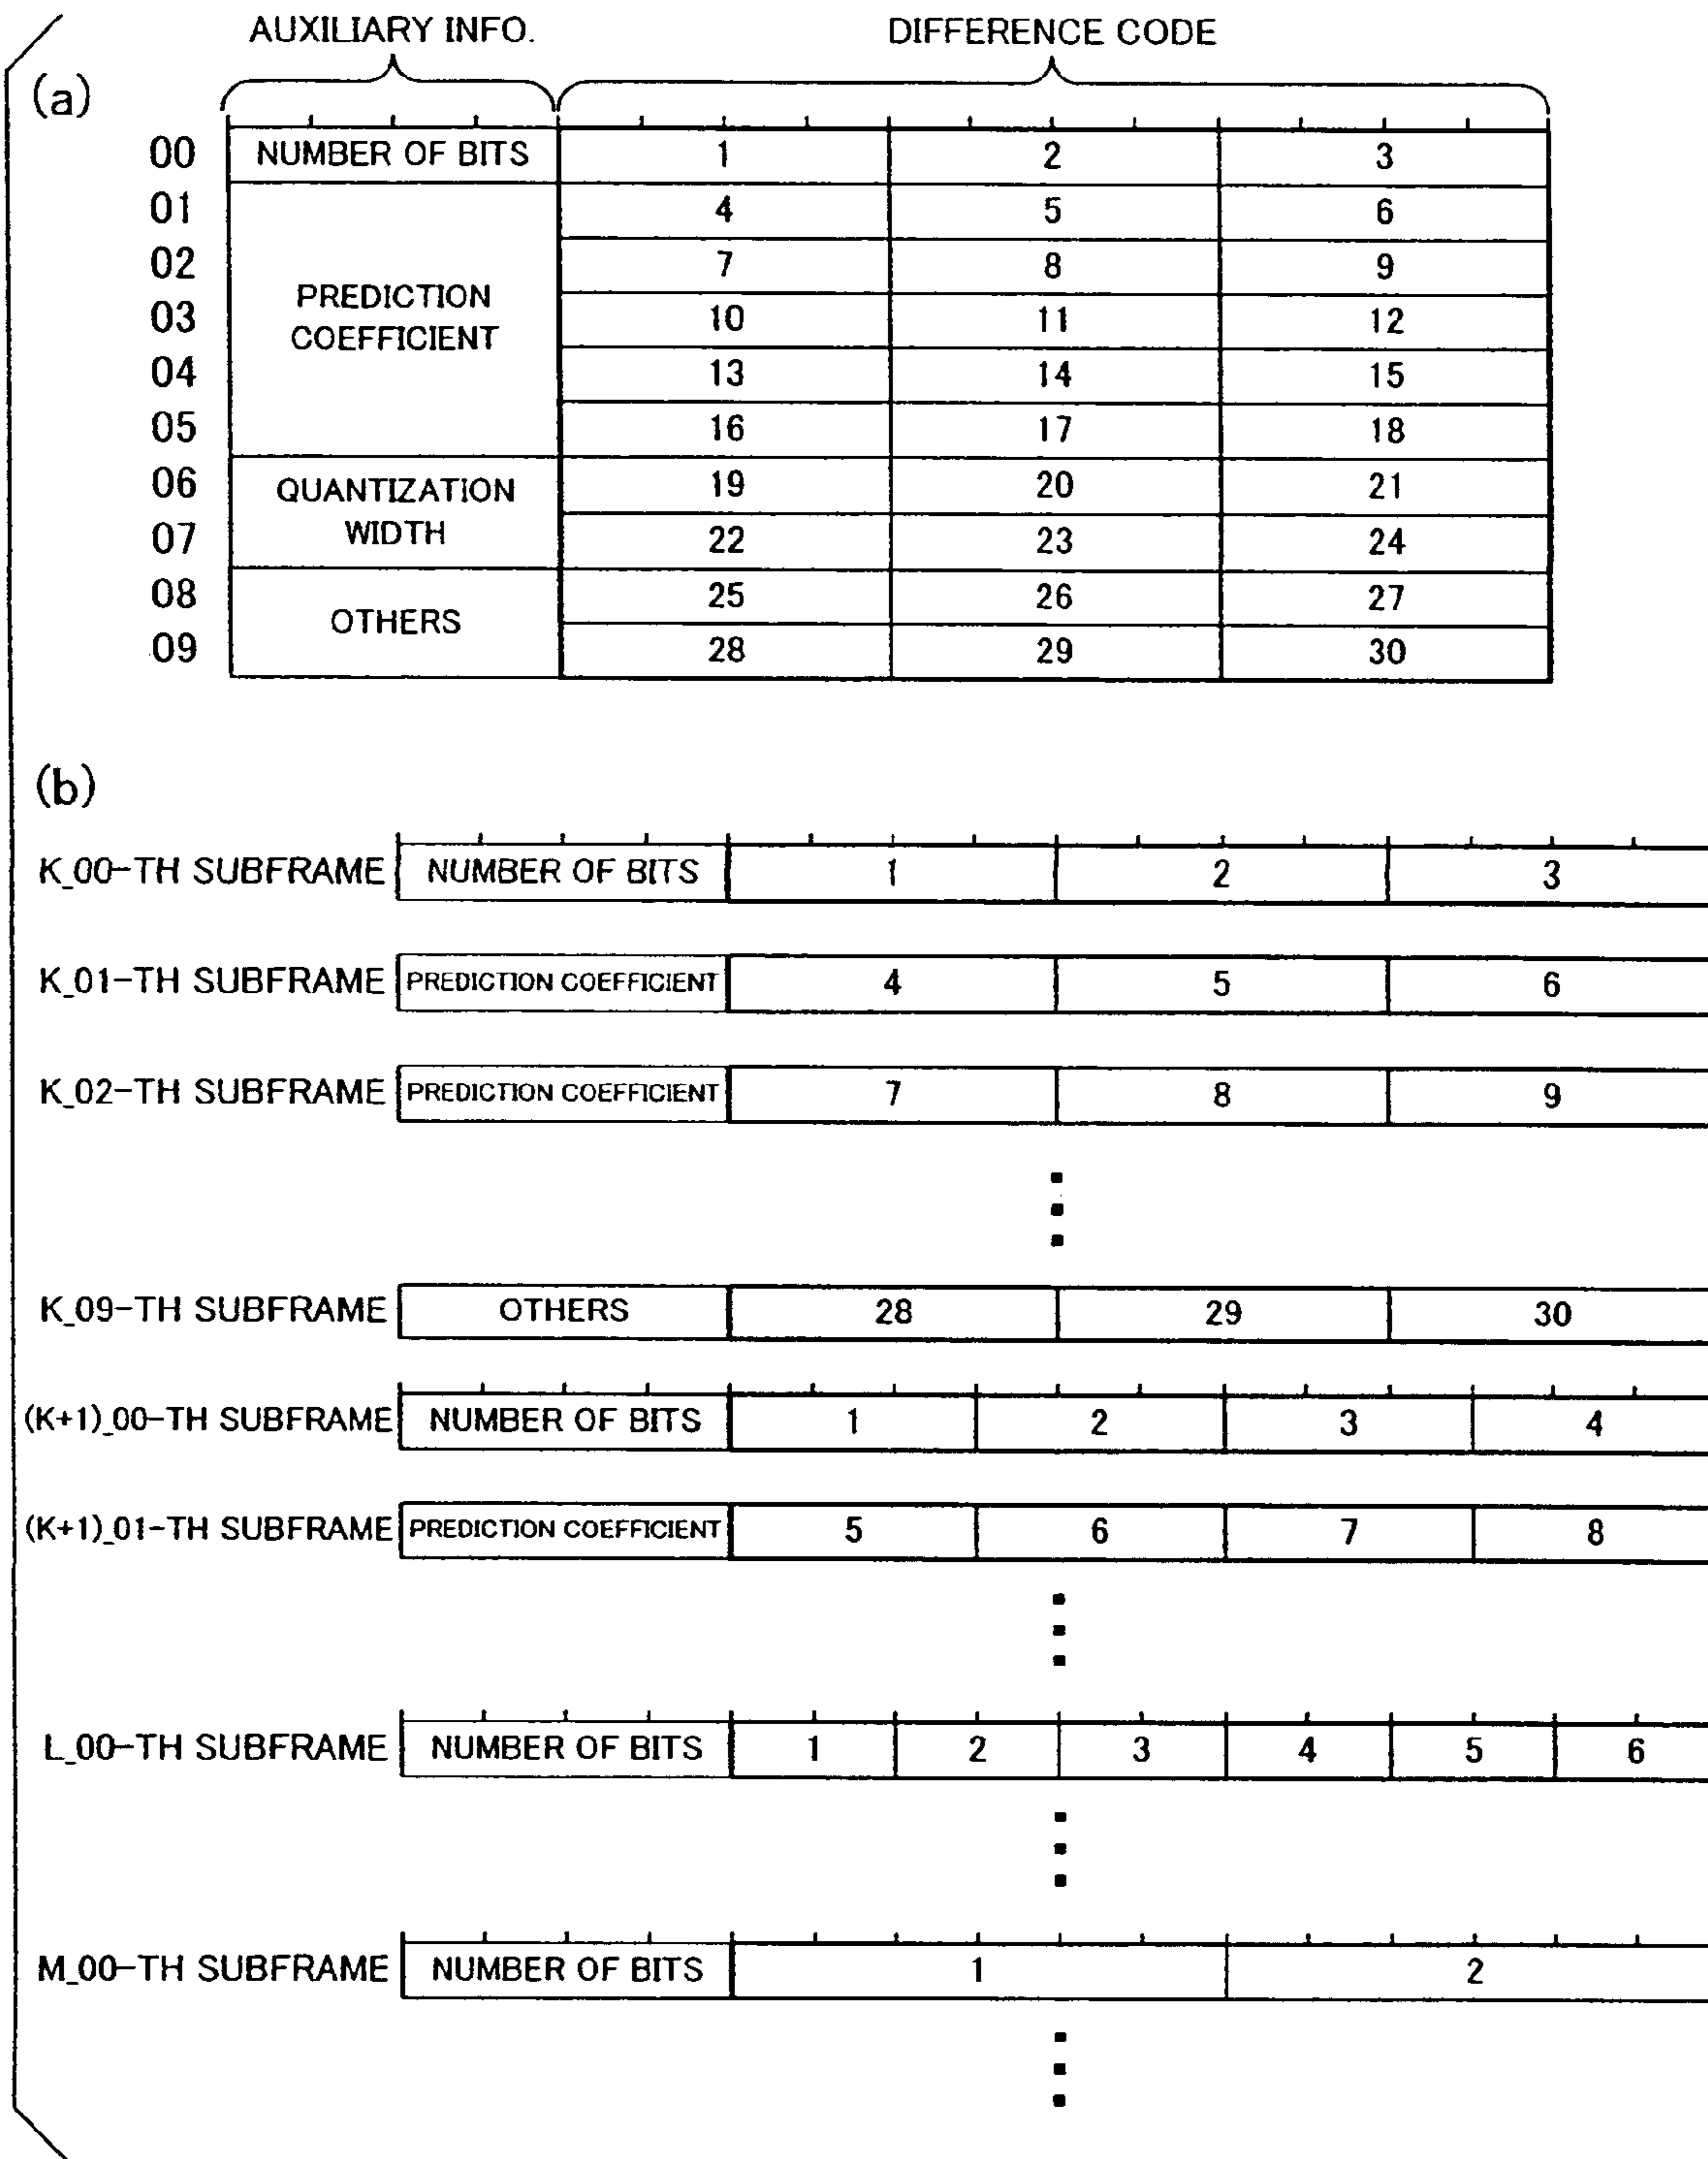 AUXILIARY INFO. DIFFERENCE CODE
(a)
00 NUMBER OF BITS 1 2 3
01 4 5 6
02 7 8 9
PREDICTION
03 10 11 12
COEFFICIENT
04 13 14 15
05 16 17 18
06 QUANTIZATION 19 20 21
07 WIDTH 22 23 24
08 25 26 27
OTHERS
09 28 29 30
(b)
K_00-TH SUBFRAME NUMBER OF BITS 1 2 3
K_01-TH SUBFRAME PREDICTION COEFFICIENT 4 5 6
K_02-TH SUBFRAME PREDICTION COEFFICIENT 7 8 9
K_09-TH SUBFRAME OTHERS 28 29 30
(K+1)_00-TH SUBFRAME NUMBER OF BITS 1 2 3 4
(K+1)_01-TH SUBFRAME PREDICTION COEFFICIENT 5 6 7 8
L_00-TH SUBFRAME NUMBER OF BITS 1 2 3 4 5 6
M_00-TH SUBFRAME NUMBER OF BITS 1 2